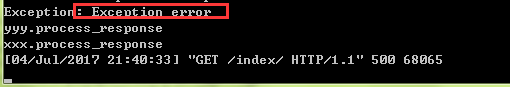 Exception: Exception error
yyy.process_response
xxx.process_response
[04/Jul/2017 21:40:33] "GET /index/ HTTP/1.1" 500 68065